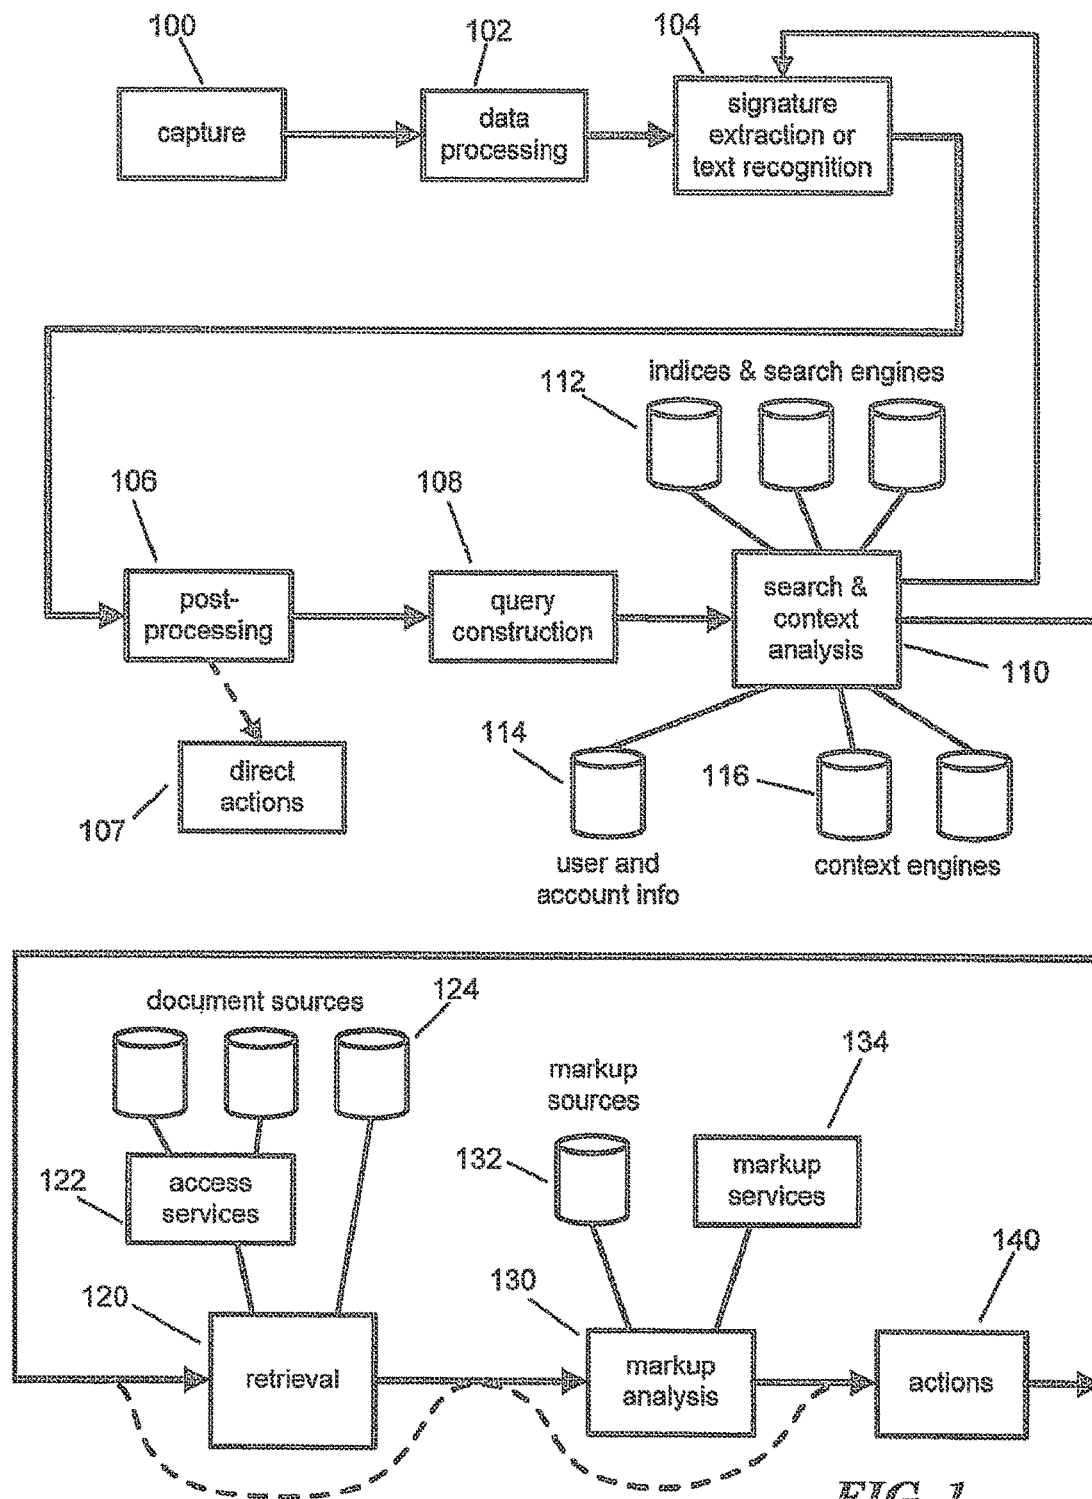 100
102
104
capture
data
processing
signature
extraction or
text recognition
112
indices & search engines
106
108
post-
processing
query
construction
search &
context
analysis
110
107
direct
actions
114
user and
account info
116
context engines
document sources
124
markup
sources
134
122
access
services
132
markup
services
120
retrieval
130
markup
analysis
140
actions
FIG. 1